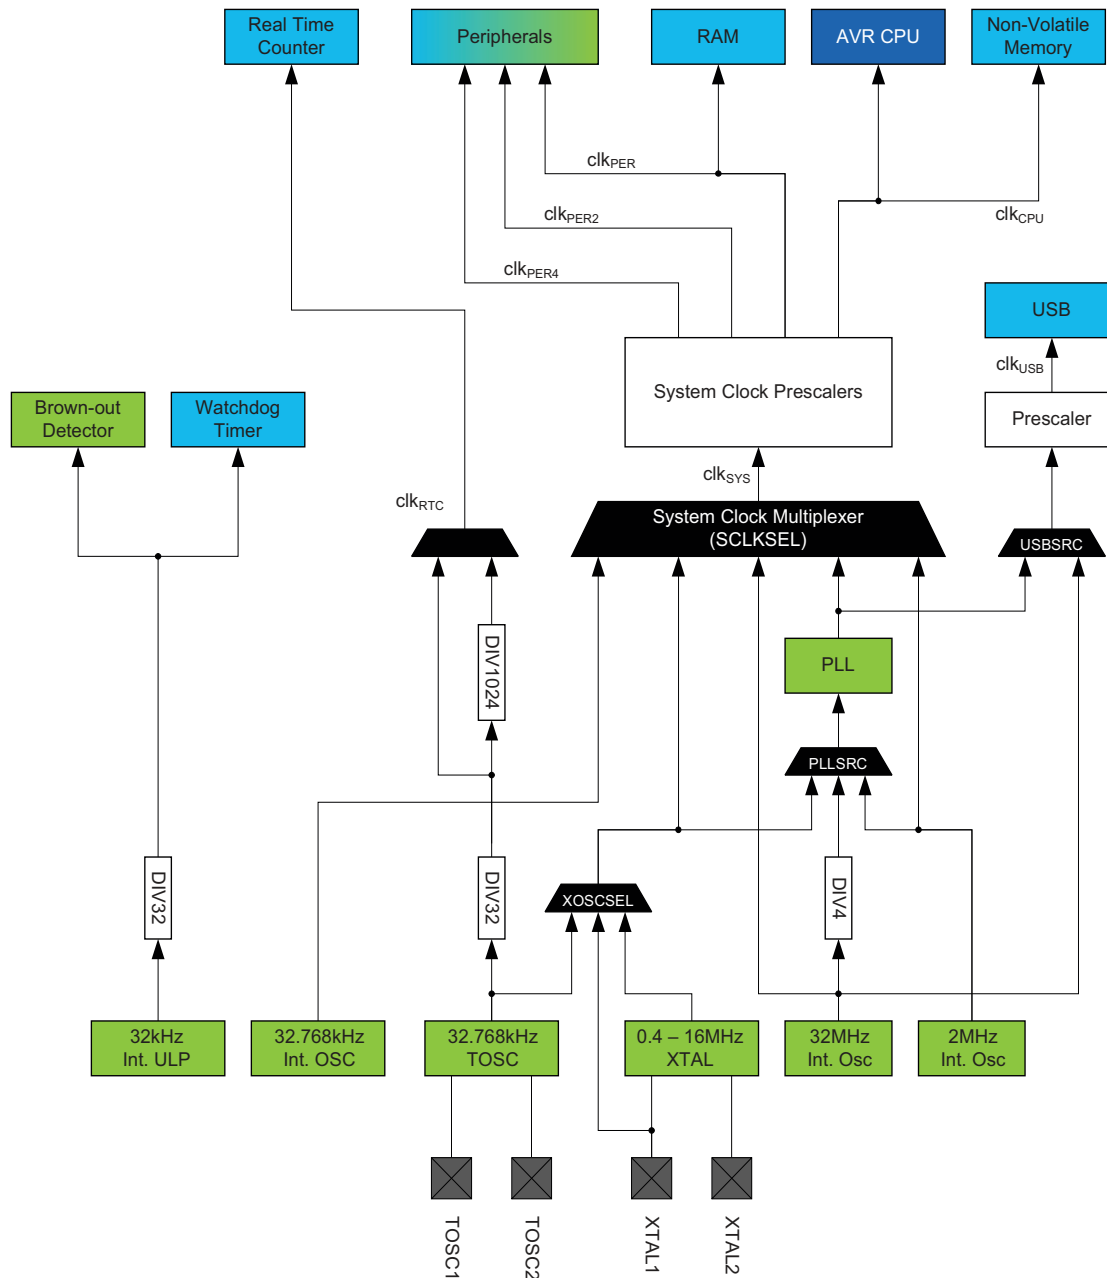 Real Time
Counter
Peripherals
RAM
AVR CPU
Non-Volatile
Memory
clkPER
clkPER2
clkCPU
clkPER4
USB
clkUSB
System Clock Prescalers
Prescaler
Brown-out
Detector
Watchdog
Timer
clkSYS
clkRTC
System Clock Multiplexer
(SCLKSEL)
USBSRC
DIV1024
PLL
PLLSRC
DIV32
DIV32
XOSCSEL
DIV4
32kHz
Int. ULP
32.768kHz
Int. OSC
32.768kHz
TOSC
0.4 – 16MHz
XTAL
32MHz
Int. Osc
2MHz
Int. Osc
TOSC1
TOSC2
XTAL1
XTAL2